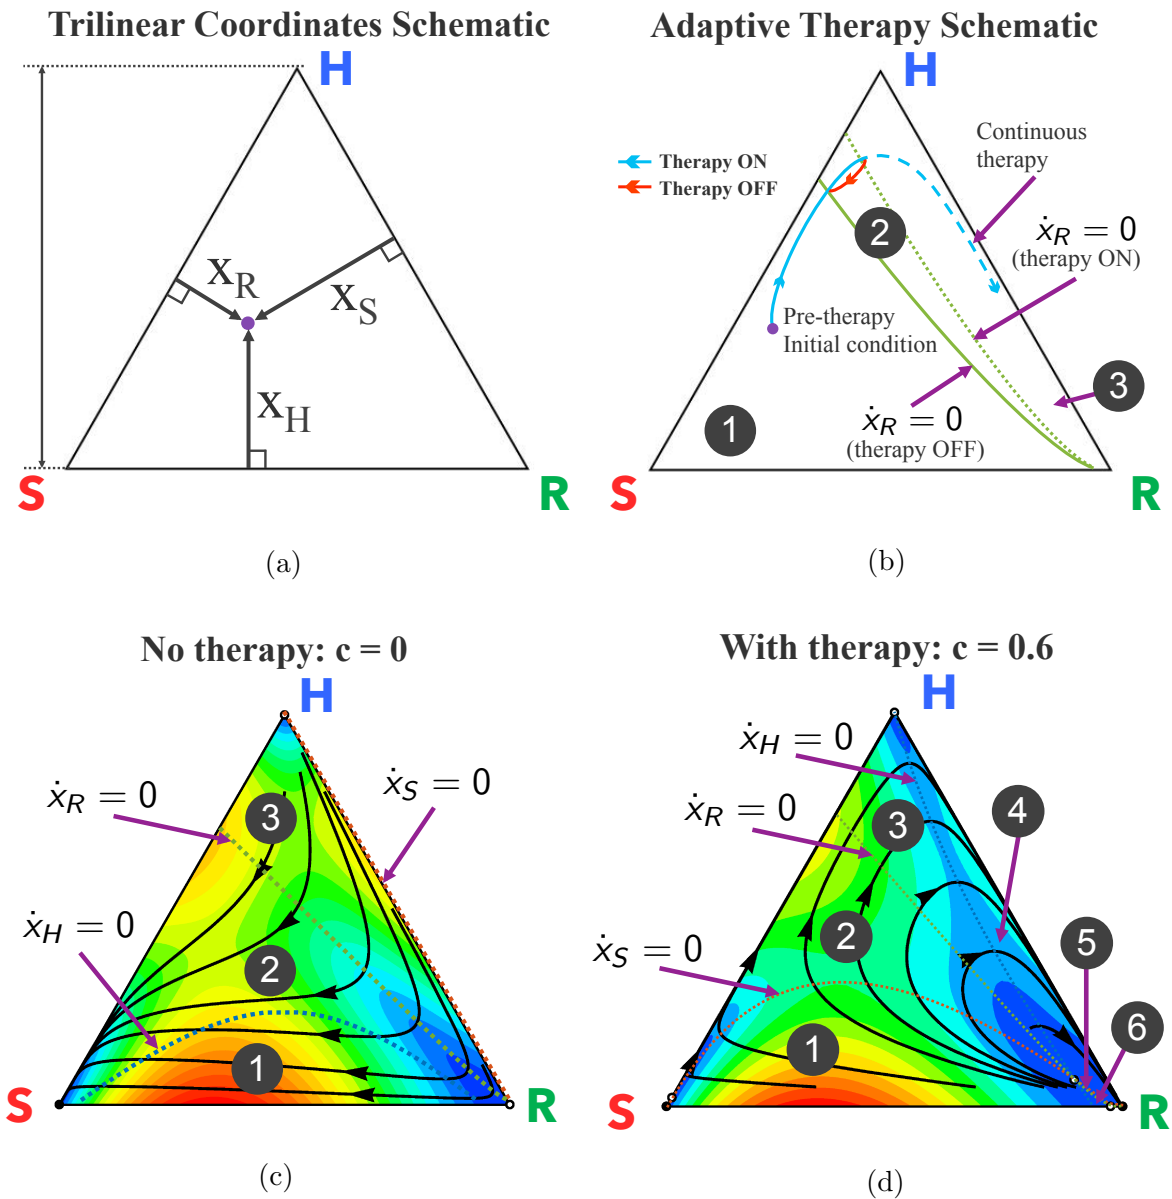 Trilinear Coordinates Schematic
H
x_R
x_S
x_H
S
R
(a)
Adaptive Therapy Schematic
H
Therapy ON
Therapy OFF
Continuous
therapy
2
ẋ_R = 0
(therapy ON)
Pre-therapy
Initial condition
3
1
ẋ_R = 0
(therapy OFF)
S
R
(b)
No therapy: c = 0
H
ẋ_R = 0
ẋ_S = 0
3
ẋ_H = 0
2
1
S
R
(c)
With therapy: c = 0.6
H
ẋ_H = 0
ẋ_R = 0
3
4
2
ẋ_S = 0
5
6
1
S
R
(d)